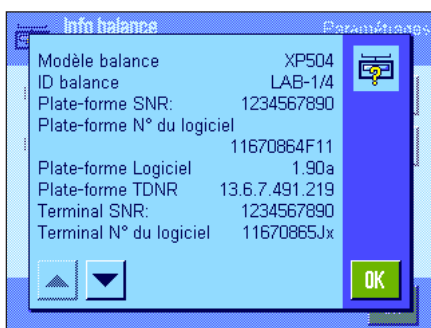 Info balance
Paramétrages
Modèle balance XP504
ID balance LAB-1/4
Plate-forme SNR: 1234567890
Plate-forme N° du logiciel
11670864F11
Plate-forme Logiciel 1.90a
Plate-forme TDNR 13.6.7.491.219
Terminal SNR: 1234567890
Terminal N° du logiciel 11670865Jx
OK